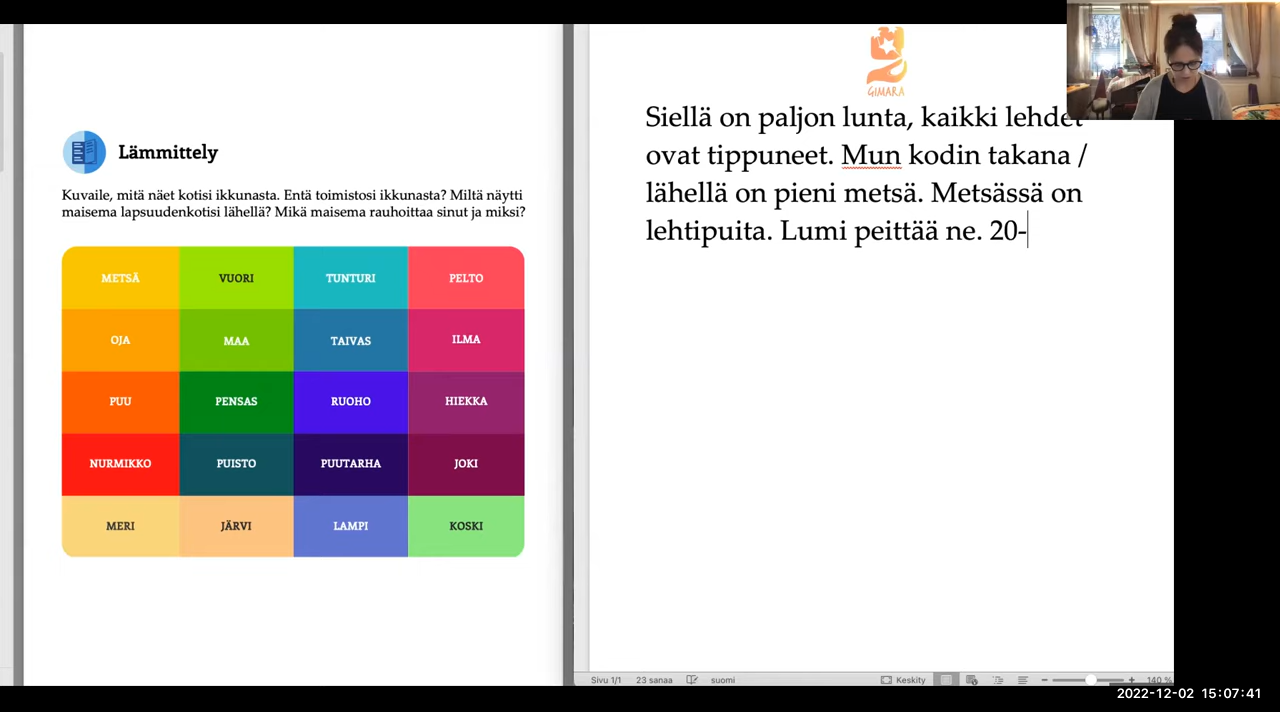 Lämmittely
Kuvaile, mitä näet kotisi ikkunasta. Entä toimistosi ikkunasta? Miltä näytti
maisema lapsuudenkotisi lähellä? Mikä maisema rauhoittaa sinut ja miksi?
METSÄ VUORI TUNTURI PELTO
OJA MAA TAIVAS ILMA
PUU PENSAS RUOHO HIEKKA
NURMIKKO PUISTO PUUTARHA JOKI
MERI JÄRVI LAMPI KOSKI
GIMARA
Siellä on paljon lunta, kaikki lehdet
ovat tippuneet. Mun kodin takana /
lähellä on pieni metsä. Metsässä on
lehtipuita. Lumi peittää ne. 20-
Sivu 1/1 23 sanaa suomi Keskity 140 %
2022-12-02 15:07:41